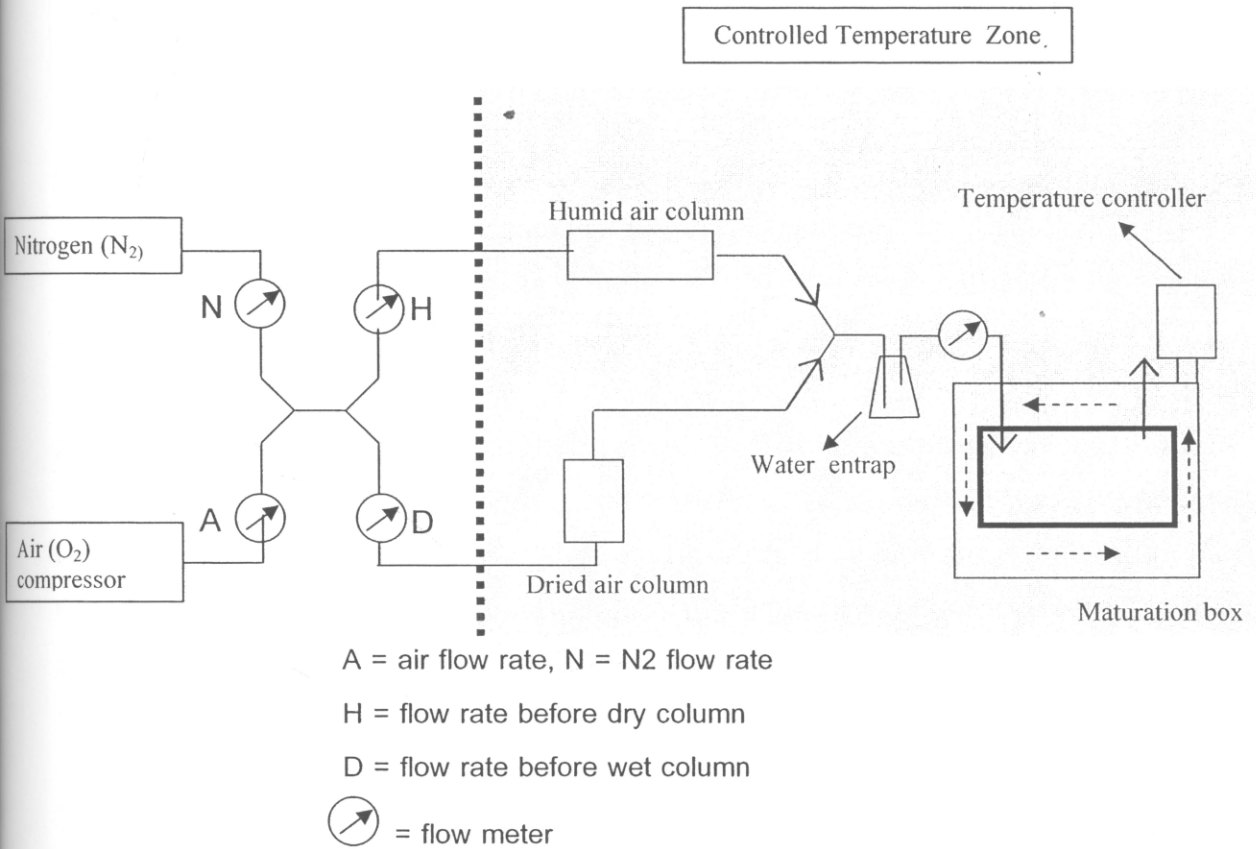 Controlled Temperature Zone
Humid air column
Temperature controller
Nitrogen (N2)
N
H
Water entrap
A
D
Air (O2)
compressor
Dried air column
Maturation box
A = air flow rate, N = N2 flow rate
H = flow rate before dry column
D = flow rate before wet column
= flow meter